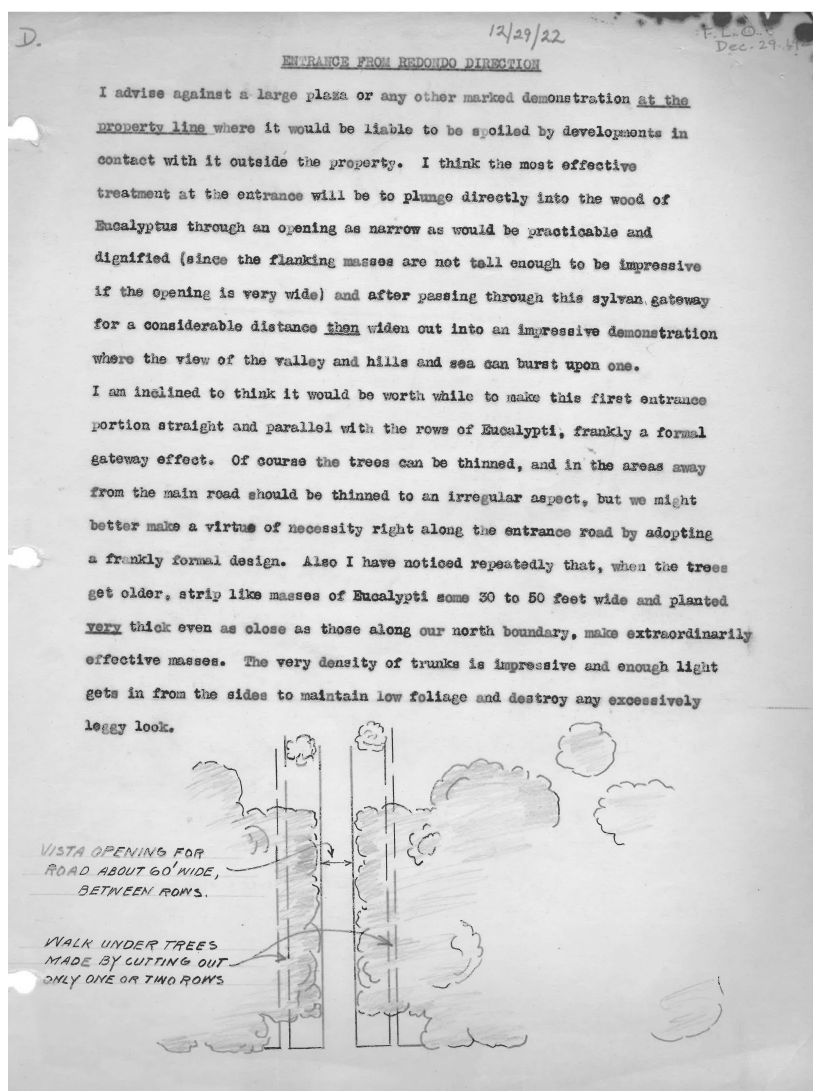 D.
12/29/22
F. L. O.
Dec. 29
ENTRANCE FROM REDONDO DIRECTION
I advise against a large plaza or any other marked demonstration at the
property line where it would be liable to be spoiled by developments in
contact with it outside the property. I think the most effective
treatment at the entrance will be to plunge directly into the wood of
Eucalyptus through an opening as narrow as would be practicable and
dignified (since the flanking masses are not tall enough to be impressive
if the opening is very wide) and after passing through this sylvan gateway
for a considerable distance then widen out into an impressive demonstration
where the view of the valley and hills and sea can burst upon one.
I am inclined to think it would be worth while to make this first entrance
portion straight and parallel with the rows of Eucalypti, frankly a formal
gateway effect. Of course the trees can be thinned, and in the areas away
from the main road should be thinned to an irregular aspect, but we might
better make a virtue of necessity right along the entrance road by adopting
a frankly formal design. Also I have noticed repeatedly that, when the trees
get older, strip like masses of Eucalypti some 30 to 50 feet wide and planted
very thick even as close as those along our north boundary, make extraordinarily
effective masses. The very density of trunks is impressive and enough light
gets in from the sides to maintain low foliage and destroy any excessively
leggy look.
VISTA OPENING FOR
ROAD ABOUT 60' WIDE,
BETWEEN ROWS.
WALK UNDER TREES
MADE BY CUTTING OUT
ONLY ONE OR TWO ROWS